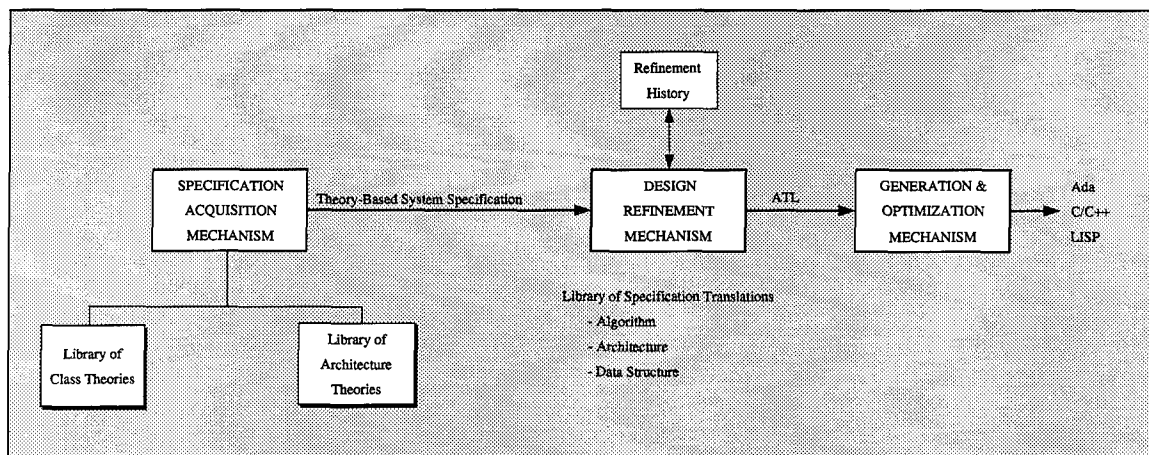 Refinement
History
SPECIFICATION
ACQUISITION
MECHANISM
Theory-Based System Specification
DESIGN
REFINEMENT
MECHANISM
ATL
GENERATION &
OPTIMIZATION
MECHANISM
Ada
C/C++
LISP
Library of
Class Theories
Library of
Architecture
Theories
Library of Specification Translations
- Algorithm
- Architecture
- Data Structure